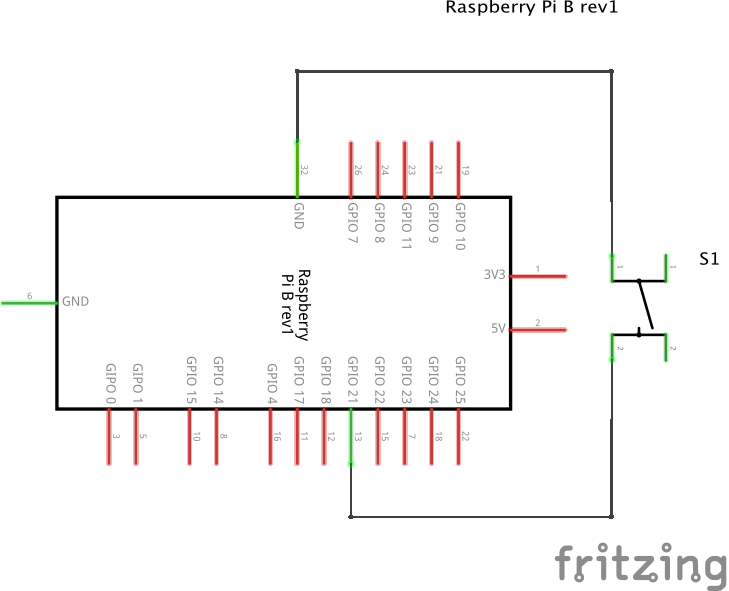 Raspberry Pi B rev1
32
26
24
23
21
19
GND
GPIO 7
GPIO 8
GPIO 11
GPIO 9
GPIO 10
3V3
1
1
1
S1
6
GND
Raspberry
Pi B rev1
5V
2
2
2
GIPO 0
GIPO 1
GPIO 15
GPIO 14
GPIO 4
GPIO 17
GPIO 18
GPIO 21
GPIO 22
GPIO 23
GPIO 24
GPIO 25
3
5
10
8
16
11
12
13
15
7
18
22
fritzing